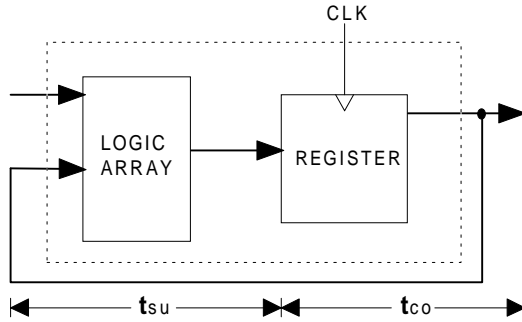 CLK
LOGIC
ARRAY
REGISTER
tsu
tco